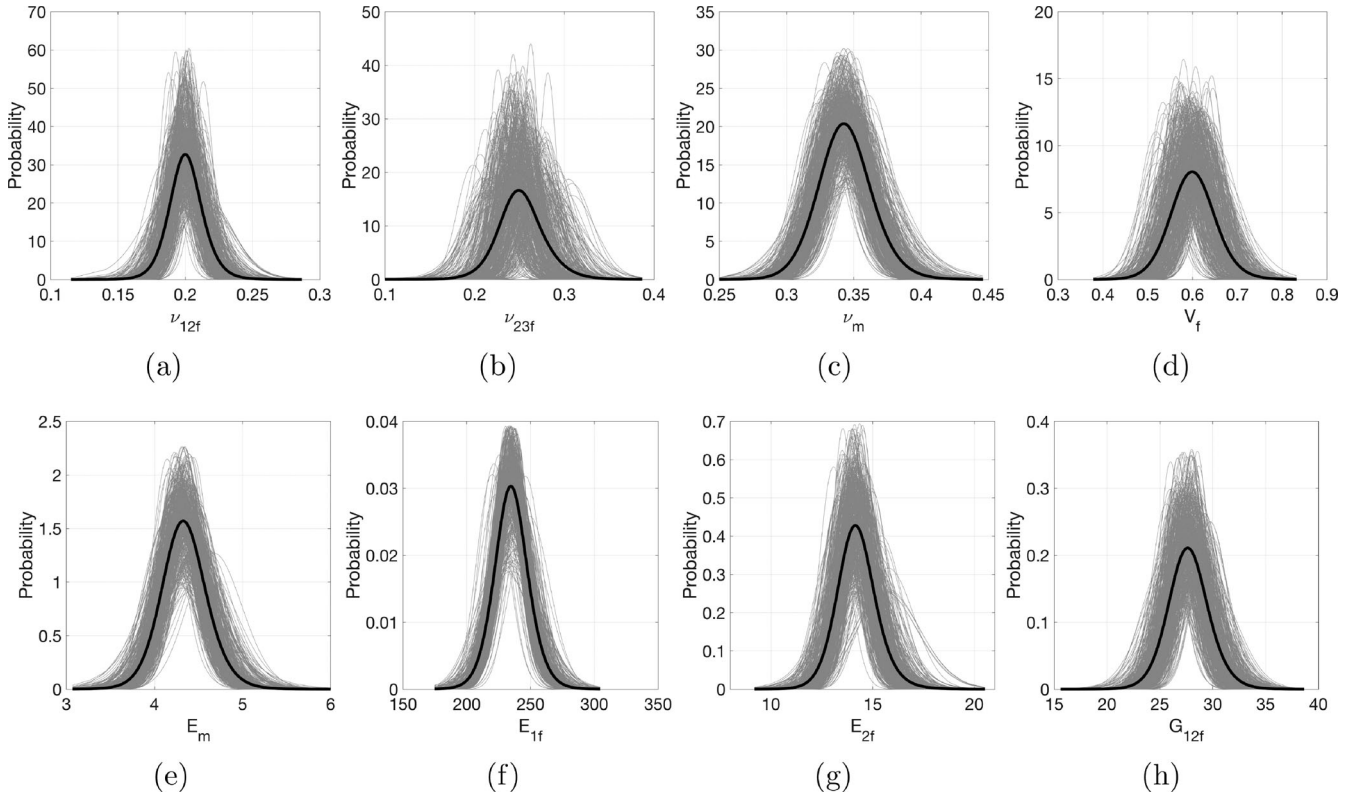 70
60
50
40
30
20
10
0
Probability
0.1 0.15 0.2 0.25 0.3
ν12f
(a)
50
40
30
20
10
0
Probability
0.1 0.2 0.3 0.4
ν23f
(b)
35
30
25
20
15
10
5
0
Probability
0.25 0.3 0.35 0.4 0.45
νm
(c)
20
15
10
5
0
Probability
0.3 0.4 0.5 0.6 0.7 0.8 0.9
Vf
(d)
2.5
2
1.5
1
0.5
0
Probability
3 4 5 6
Em
(e)
0.04
0.03
0.02
0.01
0
Probability
150 200 250 300 350
E1f
(f)
0.7
0.6
0.5
0.4
0.3
0.2
0.1
0
Probability
10 15 20
E2f
(g)
0.4
0.3
0.2
0.1
0
Probability
15 20 25 30 35 40
G12f
(h)